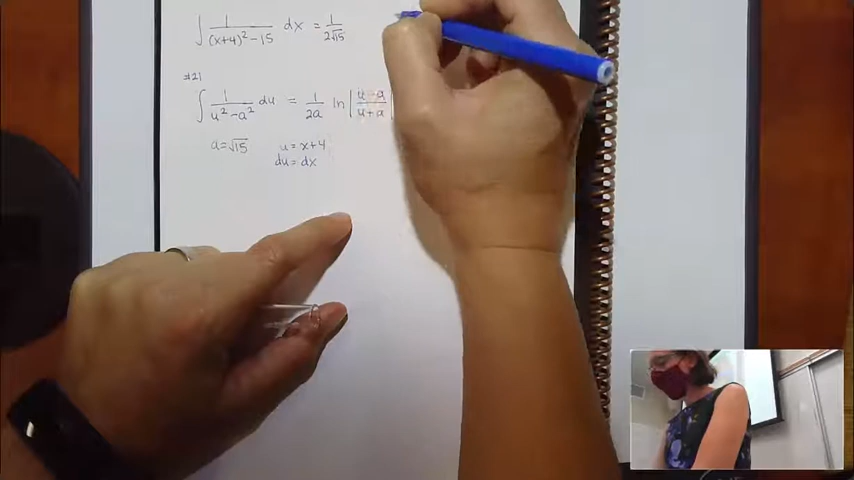 ∫ 1/((x+4)² - 15) dx = 1/(2√15)
#21
∫ 1/(u² - a²) du = 1/(2a) ln |(u - a)/(u + a)|
a = √15 u = x + 4
du = dx